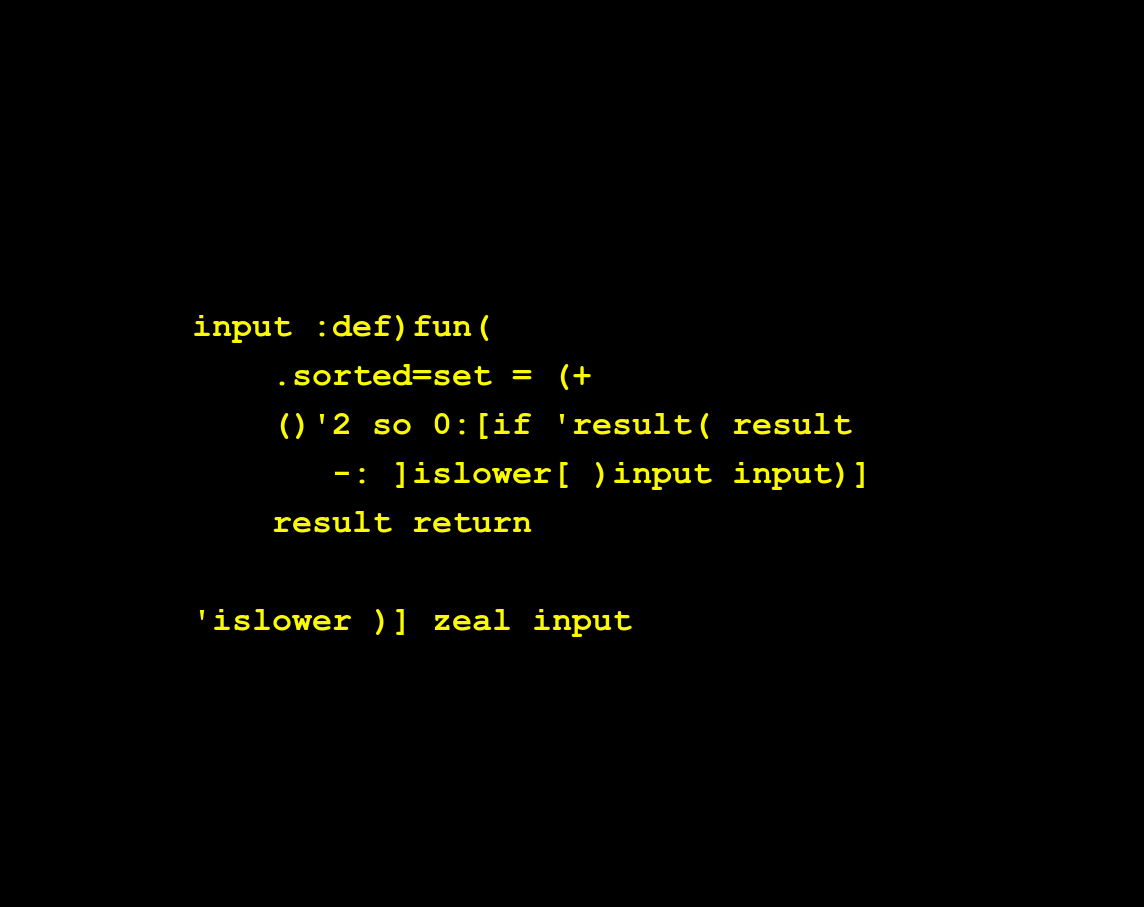 input :def)fun(
.sorted=set = (+
()'2 so 0:[if 'result( result
-: ]islower[ )input input)]
result return
'islower )] zeal input